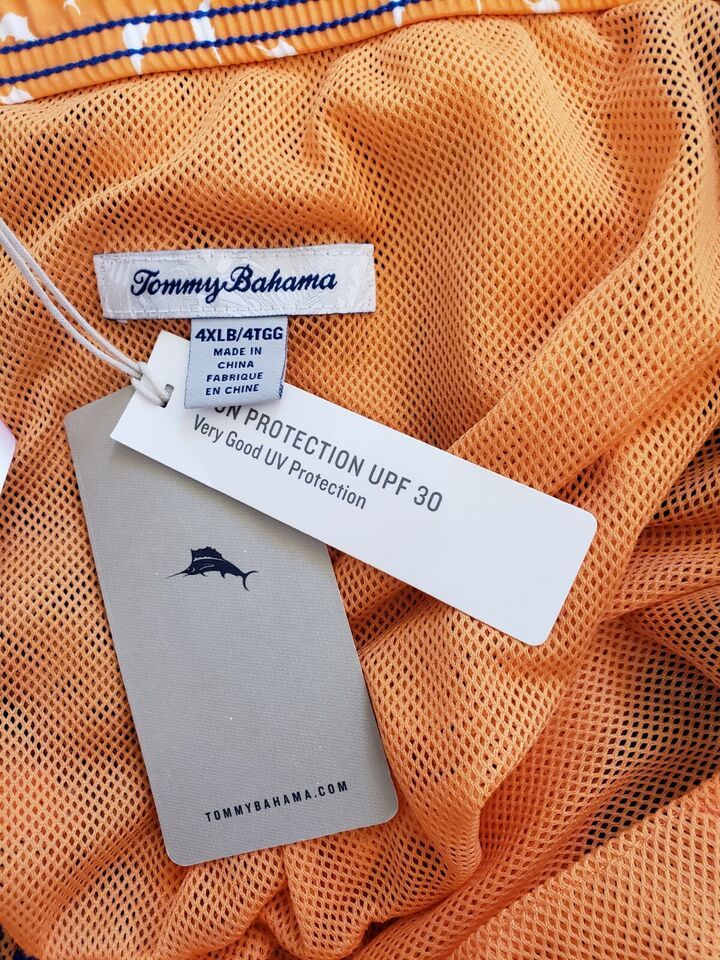 Tommy Bahama
4XLB/4TGG
MADE IN
CHINA
FABRIQUE
EN CHINE
PROTECTION UPF 30
Very Good UV Protection
TOMMYBAHAMA.COM